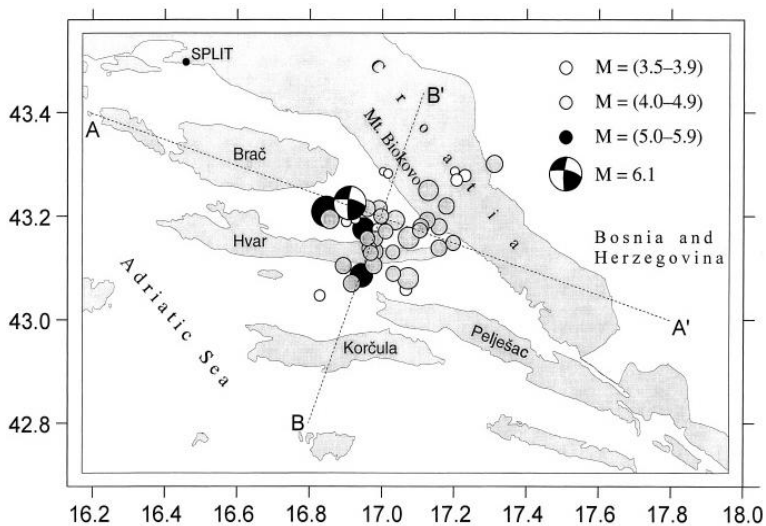 SPLIT
43.4
43.2
43.0
42.8
A
B'
Croatia
Mt. Biokovo
Brač
Hvar
Adriatic Sea
Korčula
Pelješac
A'
B
M = (3.5–3.9)
M = (4.0–4.9)
M = (5.0–5.9)
M = 6.1
Bosnia and
Herzegovina
16.2 16.4 16.6 16.8 17.0 17.2 17.4 17.5 17.8 18.0